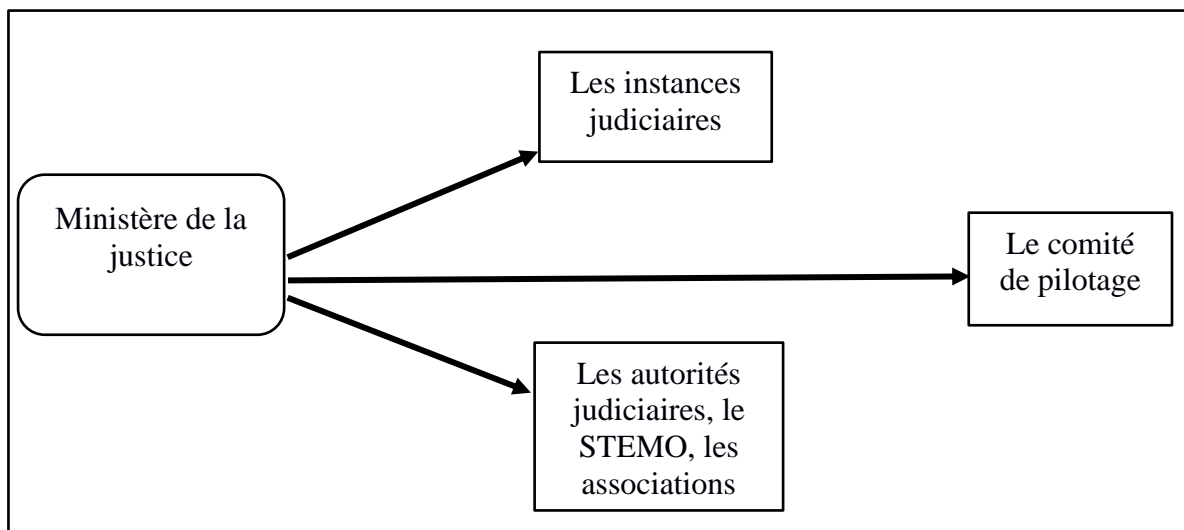 Les instances
judiciaires
Ministère de la
justice
Le comité
de pilotage
Les autorités
judiciaires, le
STEMO, les
associations